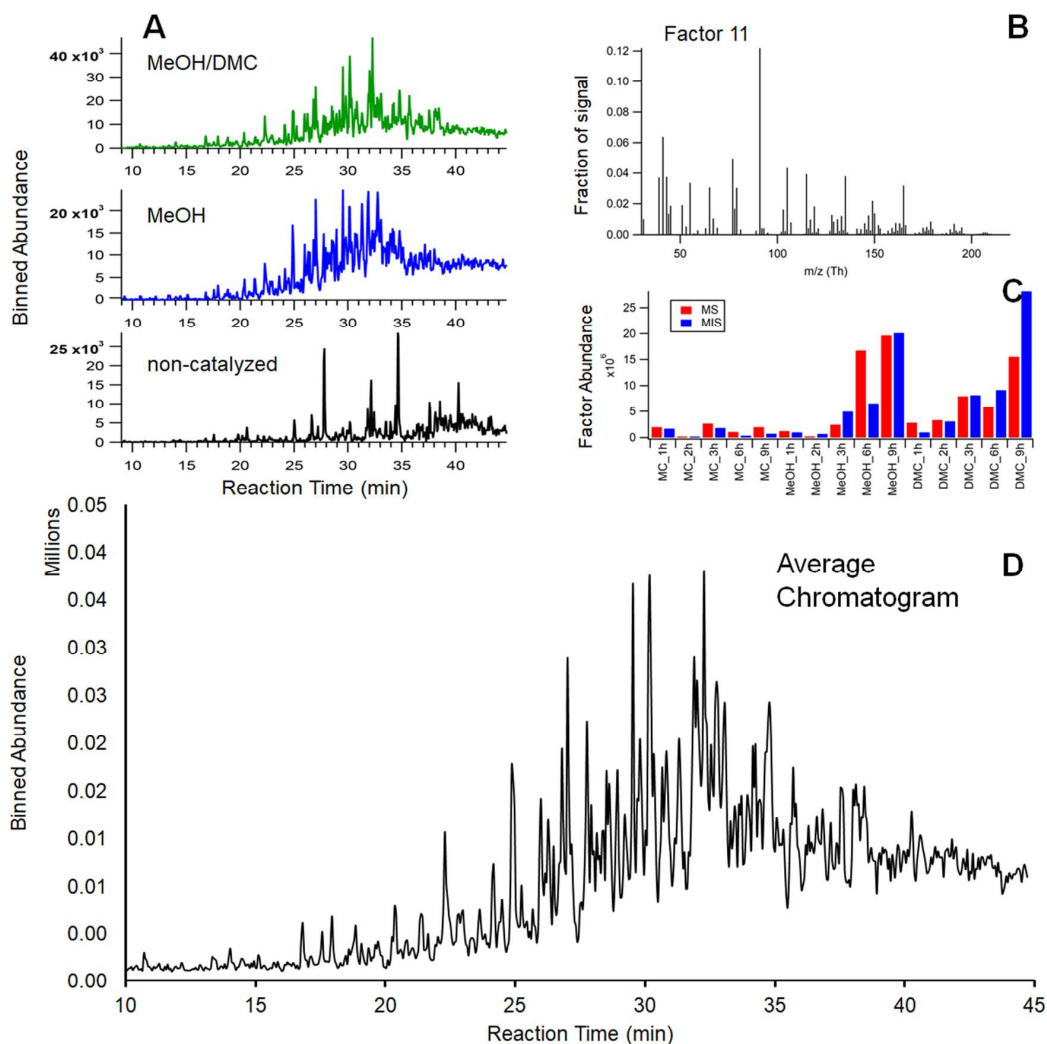 A
MeOH/DMC
40 x10³
30
20
10
0
10 15 20 25 30 35 40
MeOH
20 x10³
15
10
5
0
10 15 20 25 30 35 40
non-catalyzed
25 x10³
20
15
10
5
0
10 15 20 25 30 35 40
Binned Abundance
Reaction Time (min)
B
Factor 11
0.12
0.10
0.08
0.06
0.04
0.02
0.00
50 100 150 200
Fraction of signal
m/z (Th)
C
MS
MIS
25
20
15
10
5
0
Factor Abundance
x10⁶
MC_1h
MC_2h
MC_3h
MC_6h
MC_9h
MeOH_1h
MeOH_2h
MeOH_3h
MeOH_6h
MeOH_9h
DMC_1h
DMC_2h
DMC_3h
DMC_6h
DMC_9h
D
Average
Chromatogram
Millions
0.05
0.04
0.04
0.03
0.03
0.02
0.02
0.01
0.01
0.00
0.00
10 15 20 25 30 35 40 45
Binned Abundance
Reaction Time (min)